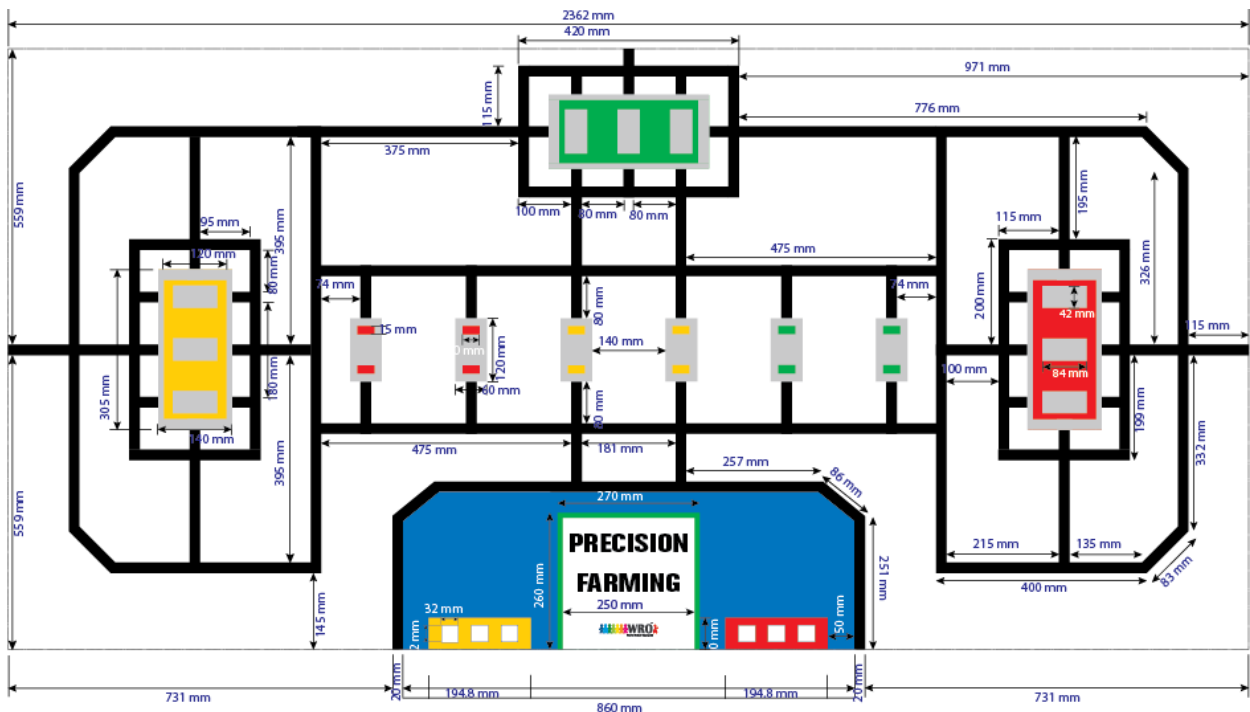 2362 mm
420 mm
971 mm
776 mm
115 mm
375 mm
559 mm
395 mm
95 mm
120 mm
80 mm
100 mm
80 mm
80 mm
475 mm
195 mm
115 mm
326 mm
200 mm
42 mm
115 mm
74 mm
74 mm
15 mm
80 mm
140 mm
120 mm
60 mm
305 mm
180 mm
140 mm
84 mm
100 mm
199 mm
332 mm
475 mm
181 mm
257 mm
86 mm
395 mm
559 mm
270 mm
PRECISION
FARMING
260 mm
250 mm
251 mm
215 mm
135 mm
83 mm
400 mm
145 mm
32 mm
WRO
50 mm
731 mm
20 mm
194.8 mm
860 mm
194.8 mm
20 mm
731 mm